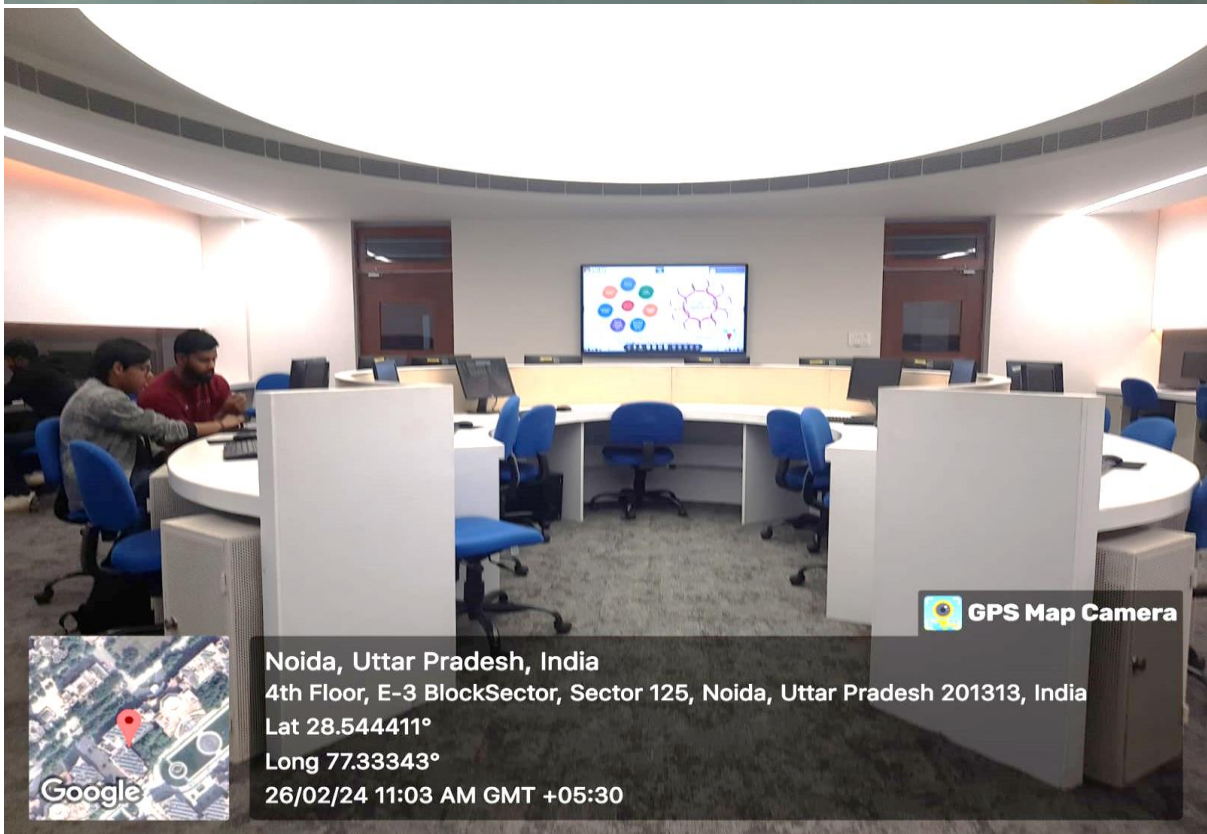 GPS Map Camera
Noida, Uttar Pradesh, India
4th Floor, E-3 BlockSector, Sector 125, Noida, Uttar Pradesh 201313, India
Lat 28.544411°
Long 77.33343°
26/02/24 11:03 AM GMT +05:30
Google